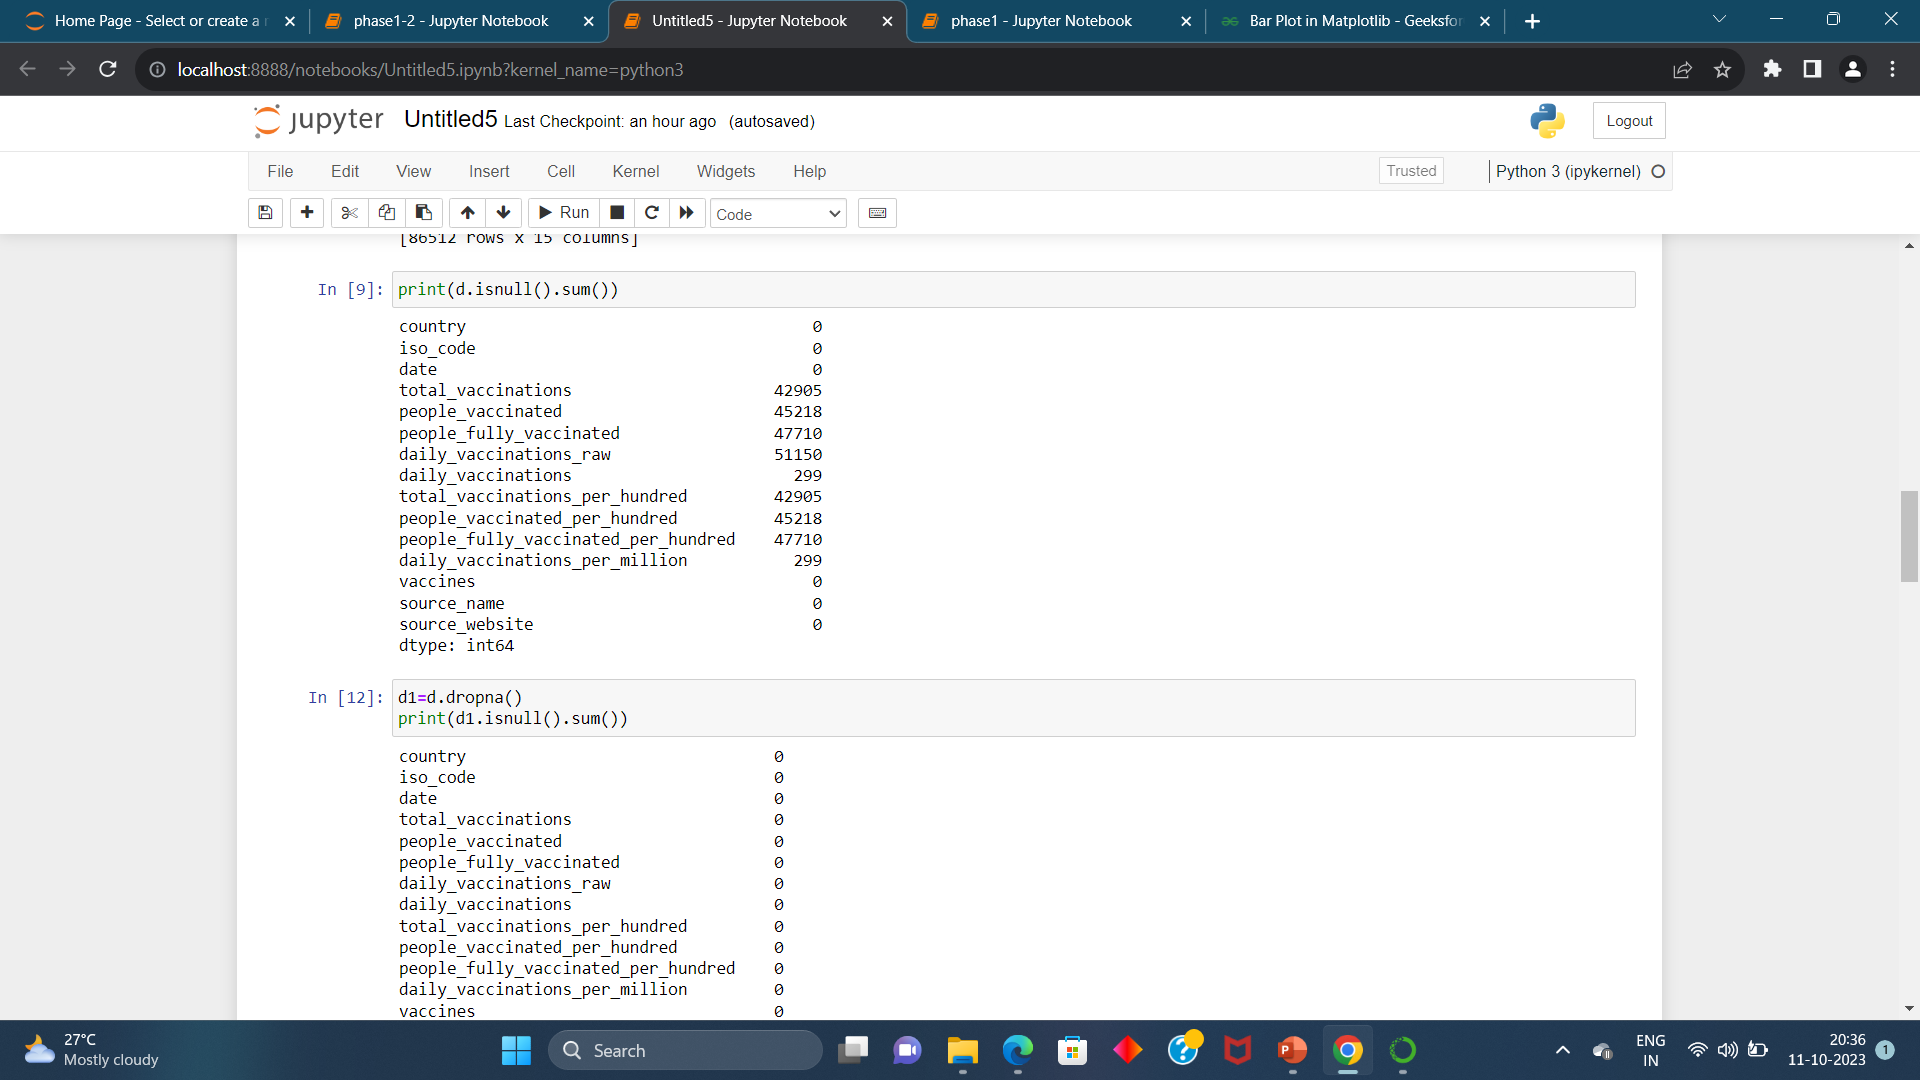 Home Page - Select or create a n
phase1-2 - Jupyter Notebook
Untitled5 - Jupyter Notebook
phase1 - Jupyter Notebook
Bar Plot in Matplotlib - Geeksfor
localhost:8888/notebooks/Untitled5.ipynb?kernel_name=python3
jupyter Untitled5 Last Checkpoint: an hour ago (autosaved)
Logout
File Edit View Insert Cell Kernel Widgets Help
Trusted
Python 3 (ipykernel)
Run
Code
[86512 rows x 15 columns]
In [9]: print(d.isnull().sum())
country 0
iso_code 0
date 0
total_vaccinations 42905
people_vaccinated 45218
people_fully_vaccinated 47710
daily_vaccinations_raw 51150
daily_vaccinations 299
total_vaccinations_per_hundred 42905
people_vaccinated_per_hundred 45218
people_fully_vaccinated_per_hundred 47710
daily_vaccinations_per_million 299
vaccines 0
source_name 0
source_website 0
dtype: int64
In [12]: d1=d.dropna()
print(d1.isnull().sum())
country 0
iso_code 0
date 0
total_vaccinations 0
people_vaccinated 0
people_fully_vaccinated 0
daily_vaccinations_raw 0
daily_vaccinations 0
total_vaccinations_per_hundred 0
people_vaccinated_per_hundred 0
people_fully_vaccinated_per_hundred 0
daily_vaccinations_per_million 0
vaccines 0
27°C
Mostly cloudy
Search
ENG
IN
20:36
11-10-2023
1